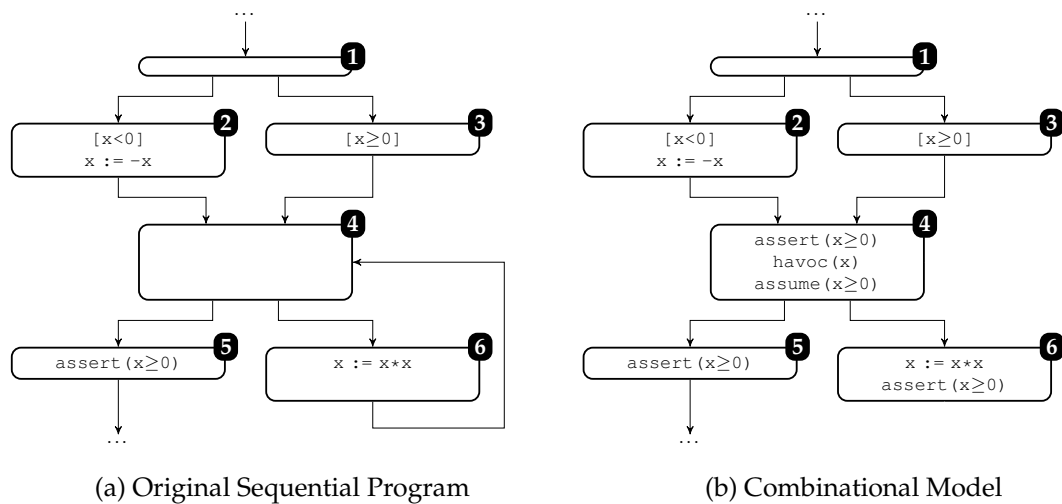 ...
1
2
[x<0]
x := -x
3
[x≥0]
4
5
assert(x≥0)
6
x := x*x
...
(a) Original Sequential Program
...
1
2
[x<0]
x := -x
3
[x≥0]
4
assert(x≥0)
havoc(x)
assume(x≥0)
5
assert(x≥0)
6
x := x*x
assert(x≥0)
...
(b) Combinational Model